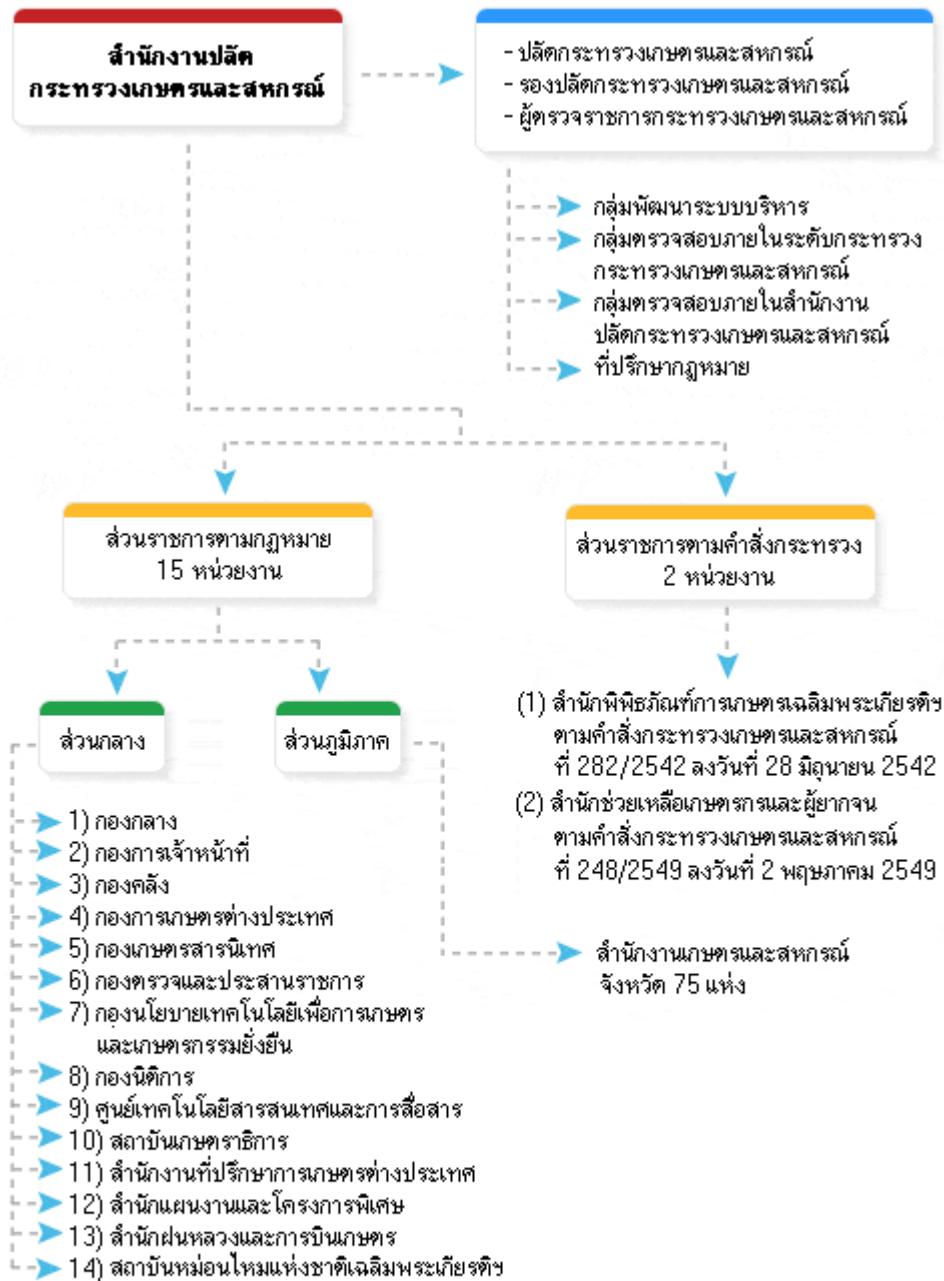 สำนักงานปลัด
กระทรวงเกษตรและสหกรณ์
- ปลัดกระทรวงเกษตรและสหกรณ์
- รองปลัดกระทรวงเกษตรและสหกรณ์
- ผู้ตรวจราชการกระทรวงเกษตรและสหกรณ์
กลุ่มพัฒนาระบบบริหาร
กลุ่มตรวจสอบภายในระดับกระทรวง
กระทรวงเกษตรและสหกรณ์
กลุ่มตรวจสอบภายในสำนักงาน
ปลัดกระทรวงเกษตรและสหกรณ์
ที่ปรึกษากฎหมาย
ส่วนราชการตามกฎหมาย
15 หน่วยงาน
ส่วนราชการตามคำสั่งกระทรวง
2 หน่วยงาน
(1) สำนักพิพิธภัณฑ์การเกษตรเฉลิมพระเกียรติฯ
ตามคำสั่งกระทรวงเกษตรและสหกรณ์
ที่ 282/2542 ลงวันที่ 28 มิถุนายน 2542
(2) สำนักช่วยเหลือเกษตรกรและผู้ยากจน
ตามคำสั่งกระทรวงเกษตรและสหกรณ์
ที่ 248/2549 ลงวันที่ 2 พฤษภาคม 2549
ส่วนกลาง
ส่วนภูมิภาค
1) กองกลาง
2) กองการเจ้าหน้าที่
3) กองคลัง
4) กองการเกษตรต่างประเทศ
5) กองเกษตรสารนิเทศ
6) กองตรวจและประสานราชการ
7) กองนโยบายเทคโนโลยีเพื่อการเกษตร
และเกษตรกรรมยั่งยืน
8) กองนิติการ
9) ศูนย์เทคโนโลยีสารสนเทศและการสื่อสาร
10) สถาบันเกษตราธิการ
11) สำนักงานที่ปรึกษาการเกษตรต่างประเทศ
12) สำนักแผนงานและโครงการพิเศษ
13) สำนักฝนหลวงและการบินเกษตร
14) สถาบันหม่อนไหมแห่งชาติเฉลิมพระเกียรติฯ
สำนักงานเกษตรและสหกรณ์
จังหวัด 75 แห่ง